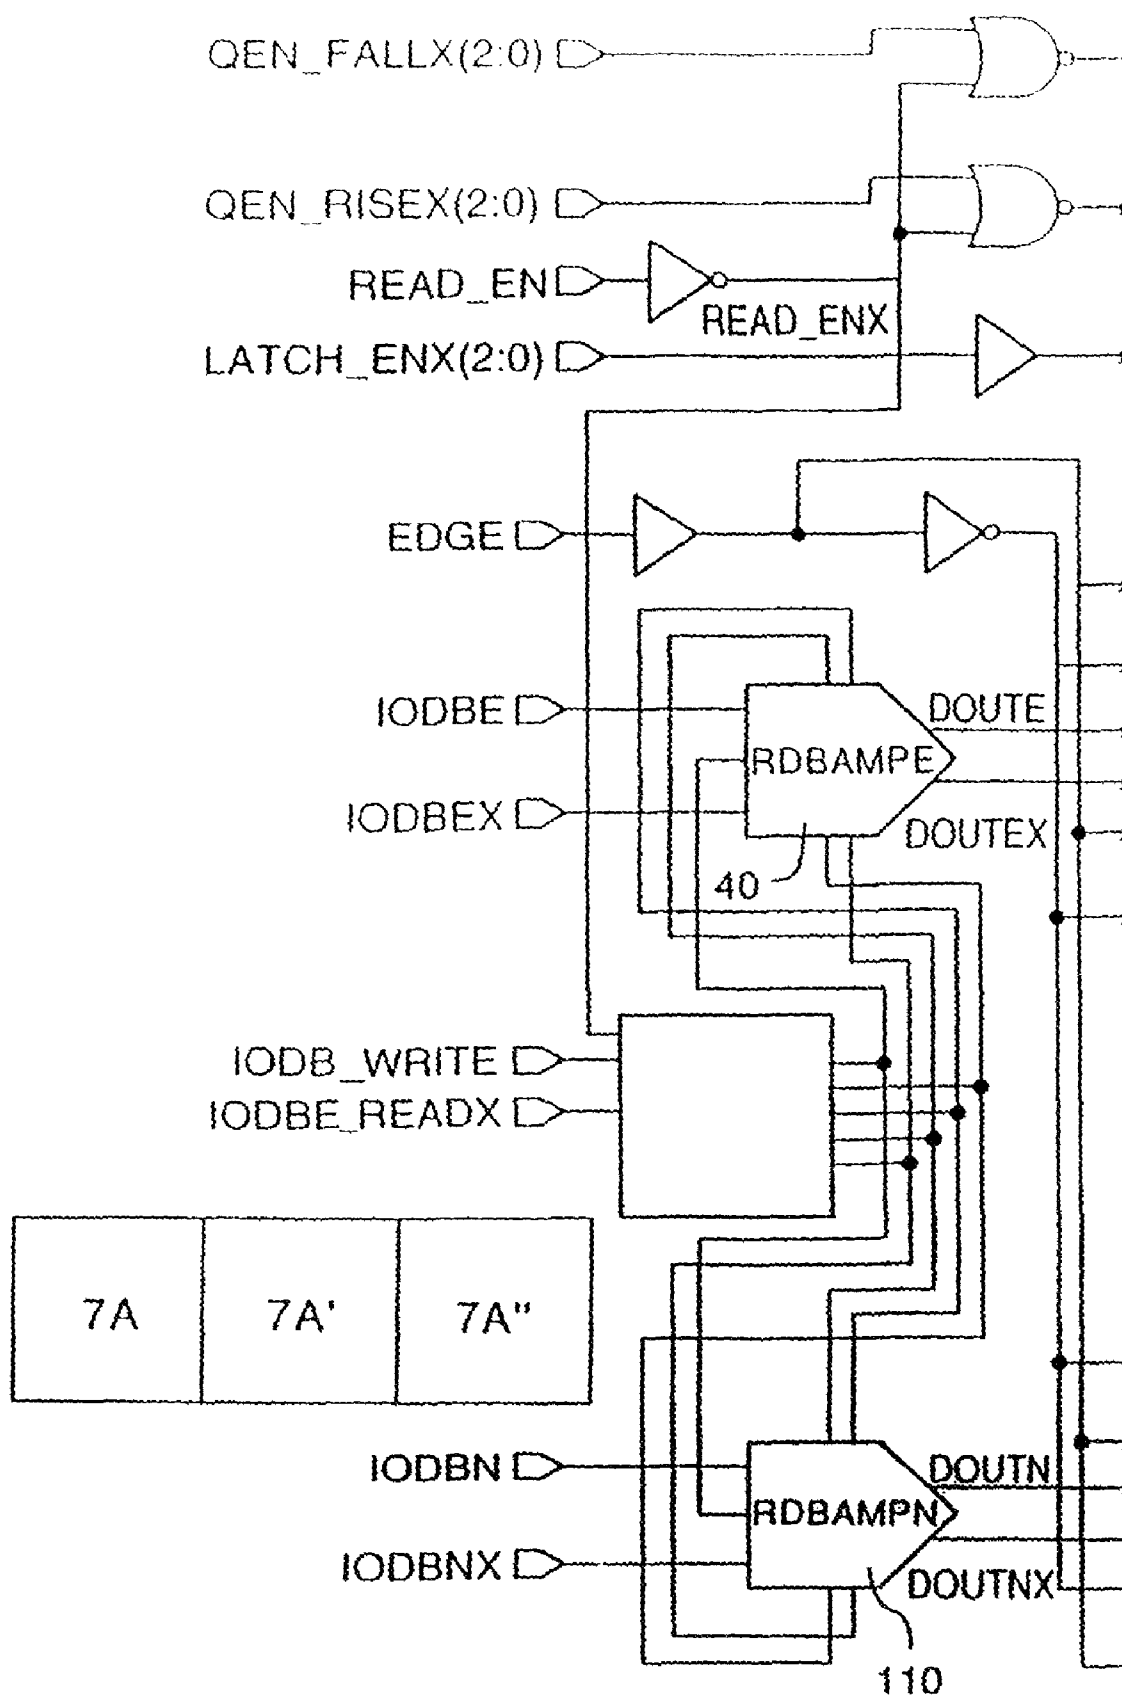 QEN_FALLX(2:0)
QEN_RISEX(2:0)
READ_EN
READ_ENX
LATCH_ENX(2:0)
EDGE
IODBE
DOUTE
RDBAMPE
IODBEX
DOUTEX
40
IODB_WRITE
IODBE_READX
7A
7A'
7A"
IODBN
DOUTN
RDBAMPN
IODBNX
DOUTNX
110